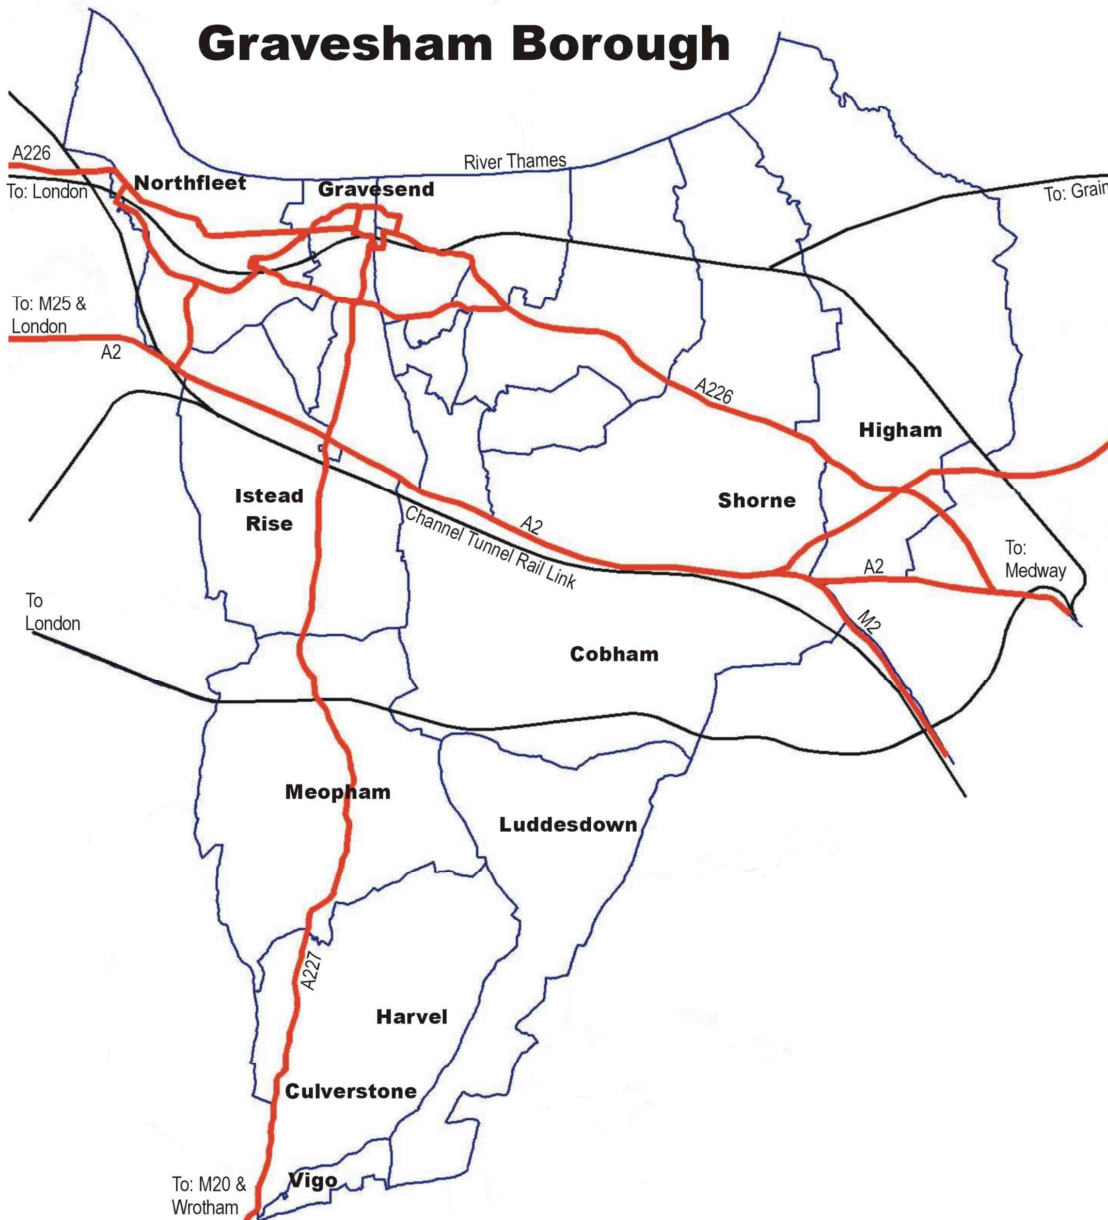 Gravesham Borough
A226
To: London
Northfleet
Gravesend
River Thames
To: Grain
To: M25 &
London
A2
A226
Higham
Istead
Rise
Shorne
Channel Tunnel Rail Link
A2
A2
To:
Medway
To
London
M2
Cobham
Meopham
Luddesdown
A227
Harvel
Culverstone
To: M20 &
Wrotham
Vigo